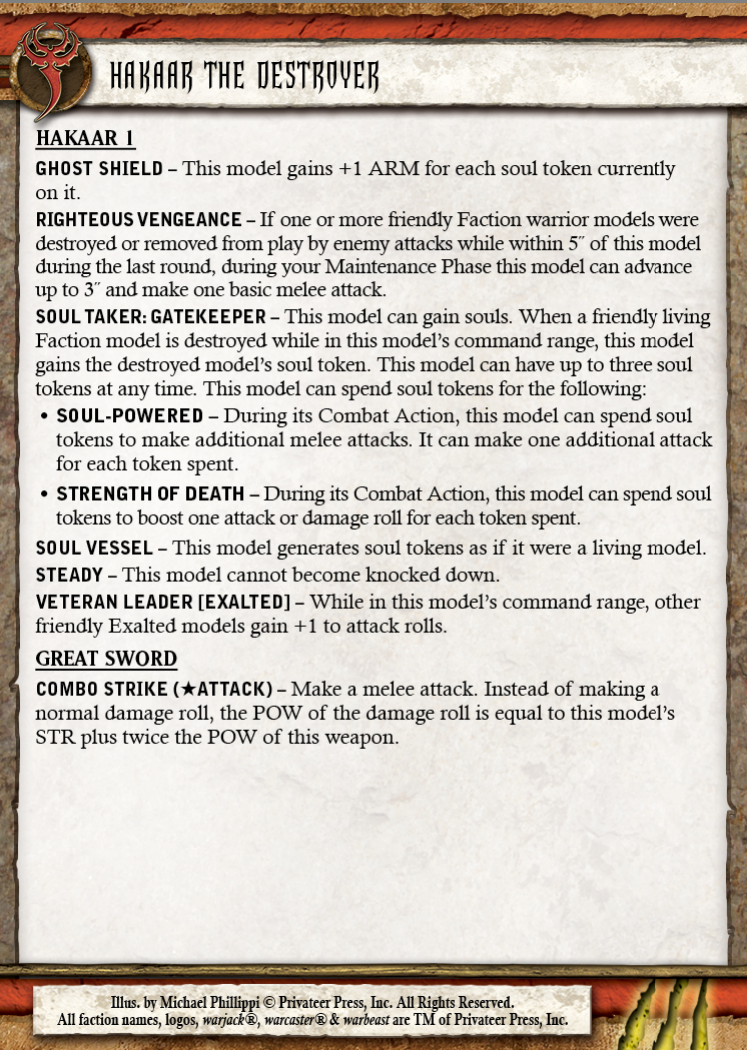 HAKAAR THE DESTROYER
HAKAAR 1
GHOST SHIELD – This model gains +1 ARM for each soul token currently
on it.
RIGHTEOUS VENGEANCE – If one or more friendly Faction warrior models were
destroyed or removed from play by enemy attacks while within 5˝ of this model
during the last round, during your Maintenance Phase this model can advance
up to 3˝ and make one basic melee attack.
SOUL TAKER: GATEKEEPER – This model can gain souls. When a friendly living
Faction model is destroyed while in this model's command range, this model
gains the destroyed model's soul token. This model can have up to three soul
tokens at any time. This model can spend soul tokens for the following:
• SOUL-POWERED – During its Combat Action, this model can spend soul
tokens to make additional melee attacks. It can make one additional attack
for each token spent.
• STRENGTH OF DEATH – During its Combat Action, this model can spend soul
tokens to boost one attack or damage roll for each token spent.
SOUL VESSEL – This model generates soul tokens as if it were a living model.
STEADY – This model cannot become knocked down.
VETERAN LEADER [EXALTED] – While in this model's command range, other
friendly Exalted models gain +1 to attack rolls.
GREAT SWORD
COMBO STRIKE (★ATTACK) – Make a melee attack. Instead of making a
normal damage roll, the POW of the damage roll is equal to this model's
STR plus twice the POW of this weapon.
Illus. by Michael Phillippi © Privateer Press, Inc. All Rights Reserved.
All faction names, logos, warjack®, warcaster® & warbeast are TM of Privateer Press, Inc.